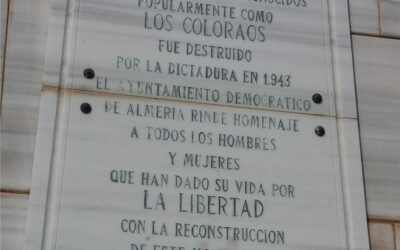 POPULARMENTE COMO
LOS COLORAOS
FUE DESTRUIDO
POR LA DICTADURA EN 1.943
EL AYUNTAMIENTO DEMOCRATICO
DE ALMERIA RINDE HOMENAJE
A TODOS LOS HOMBRES
Y MUJERES
QUE HAN DADO SU VIDA POR
LA LIBERTAD
CON LA RECONSTRUCCION
DE ESTE